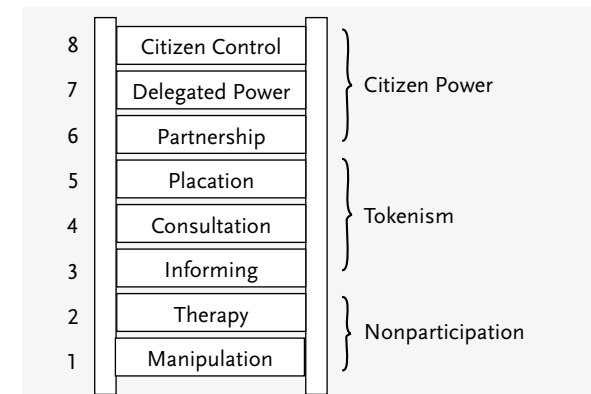 8 Citizen Control
7 Delegated Power Citizen Power
6 Partnership
5 Placation
4 Consultation Tokenism
3 Informing
2 Therapy
Nonparticipation
1 Manipulation